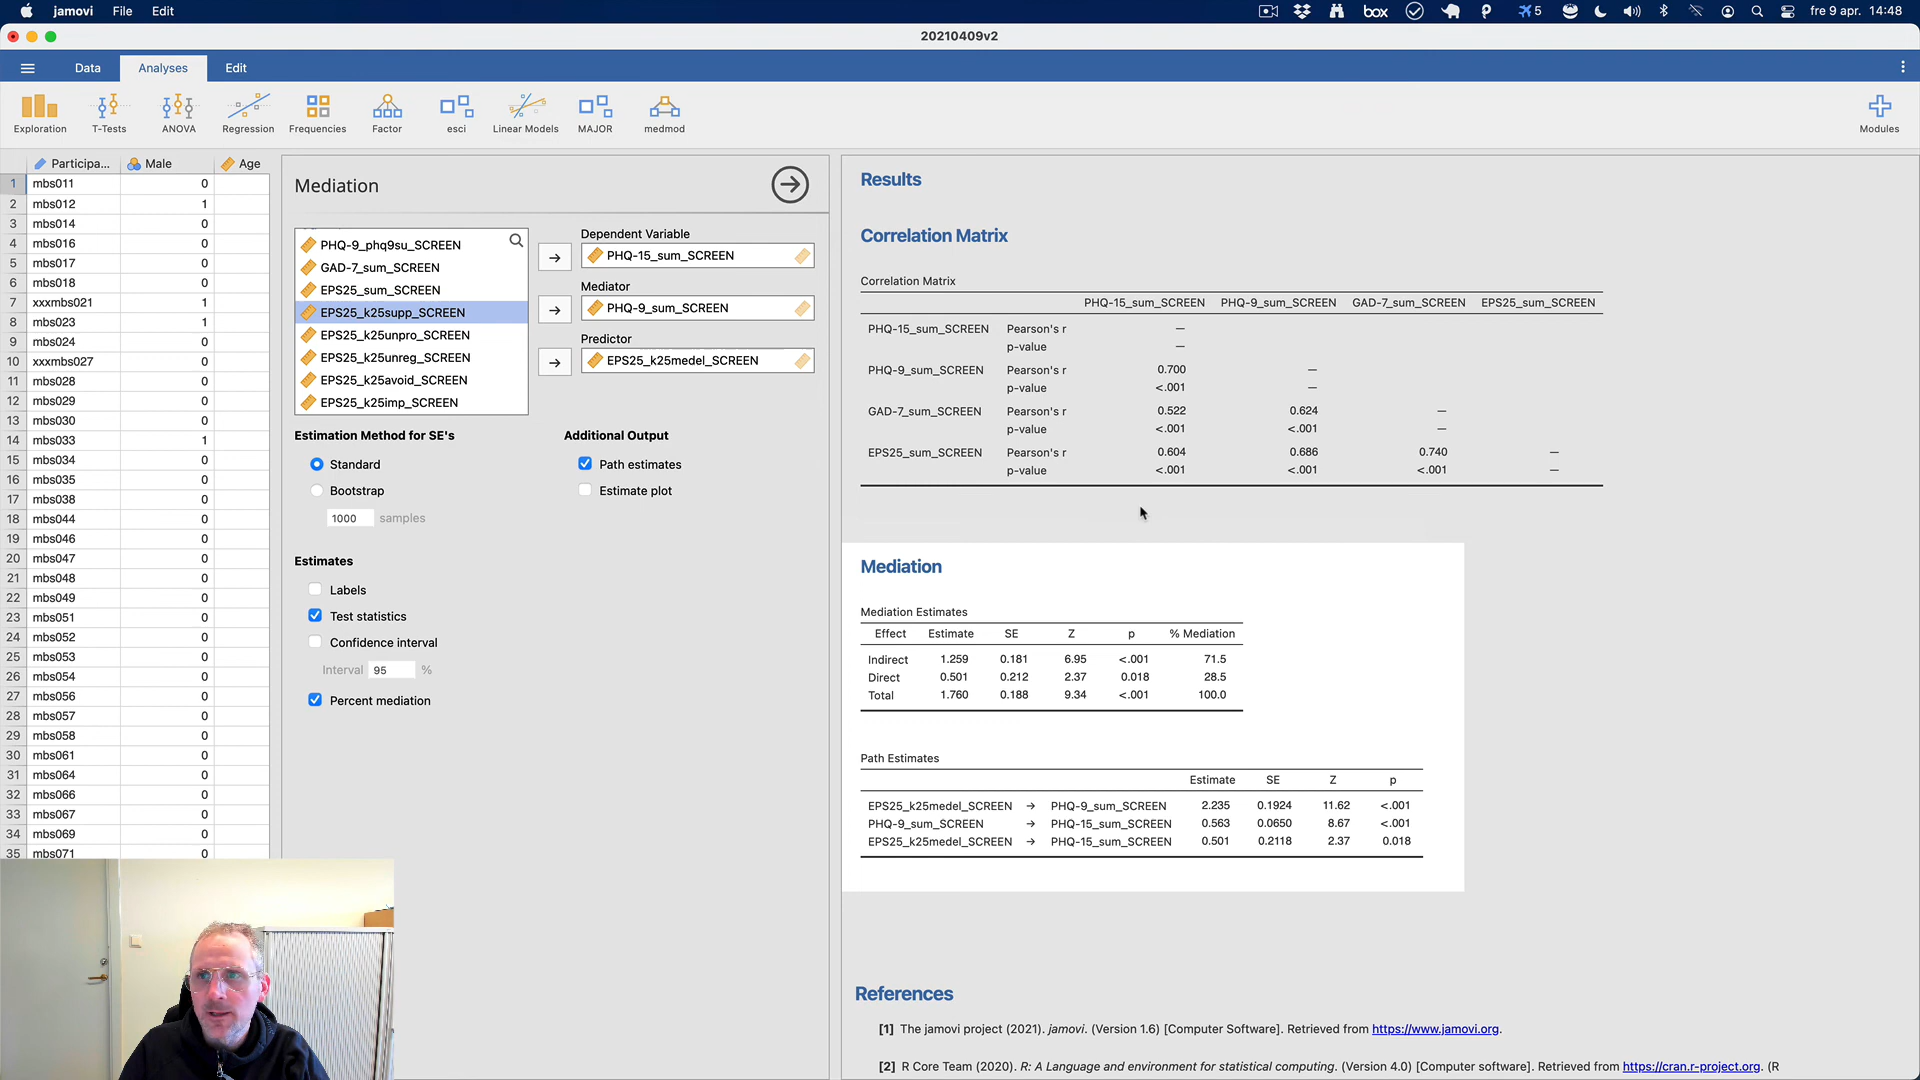 jamovi File Edit box 5 fre 9 apr. 14:48
20210409v2
Data Analyses Edit
Exploration T-Tests ANOVA Regression Frequencies Factor esci Linear Models MAJOR medmod Modules
Participa... Male Age
1 mbs011 0
2 mbs012 1
3 mbs014 0
4 mbs016 0
5 mbs017 0
6 mbs018 0
7 xxxmbs021 1
8 mbs023 1
9 mbs024 0
10 xxxmbs027 0
11 mbs028 0
12 mbs029 0
13 mbs030 0
14 mbs033 1
15 mbs034 0
16 mbs035 0
17 mbs038 0
18 mbs044 0
19 mbs046 0
20 mbs047 0
21 mbs048 0
22 mbs049 0
23 mbs051 0
24 mbs052 0
25 mbs053 0
26 mbs054 0
27 mbs056 0
28 mbs057 0
29 mbs058 0
30 mbs061 0
31 mbs064 0
32 mbs066 0
33 mbs067 0
34 mbs069 0
35 mbs071 0
Mediation
PHQ-9_phq9su_SCREEN
GAD-7_sum_SCREEN
EPS25_sum_SCREEN
EPS25_k25supp_SCREEN
EPS25_k25unpro_SCREEN
EPS25_k25unreg_SCREEN
EPS25_k25avoid_SCREEN
EPS25_k25imp_SCREEN
Dependent Variable
PHQ-15_sum_SCREEN
Mediator
PHQ-9_sum_SCREEN
Predictor
EPS25_k25medel_SCREEN
Estimation Method for SE's
Standard
Bootstrap
1000 samples
Additional Output
Path estimates
Estimate plot
Estimates
Labels
Test statistics
Confidence interval
Interval 95 %
Percent mediation
Results
Correlation Matrix
Correlation Matrix
PHQ-15_sum_SCREEN PHQ-9_sum_SCREEN GAD-7_sum_SCREEN EPS25_sum_SCREEN
PHQ-15_sum_SCREEN Pearson's r —
p-value —
PHQ-9_sum_SCREEN Pearson's r 0.700 —
p-value <.001 —
GAD-7_sum_SCREEN Pearson's r 0.522 0.624 —
p-value <.001 <.001 —
EPS25_sum_SCREEN Pearson's r 0.604 0.686 0.740 —
p-value <.001 <.001 <.001 —
Mediation
Mediation Estimates
Effect Estimate SE Z p % Mediation
Indirect 1.259 0.181 6.95 <.001 71.5
Direct 0.501 0.212 2.37 0.018 28.5
Total 1.760 0.188 9.34 <.001 100.0
Path Estimates
Estimate SE Z p
EPS25_k25medel_SCREEN → PHQ-9_sum_SCREEN 2.235 0.1924 11.62 <.001
PHQ-9_sum_SCREEN → PHQ-15_sum_SCREEN 0.563 0.0650 8.67 <.001
EPS25_k25medel_SCREEN → PHQ-15_sum_SCREEN 0.501 0.2118 2.37 0.018
References
[1] The jamovi project (2021). jamovi. (Version 1.6) [Computer Software]. Retrieved from https://www.jamovi.org.
[2] R Core Team (2020). R: A Language and environment for statistical computing. (Version 4.0) [Computer software]. Retrieved from https://cran.r-project.org. (R